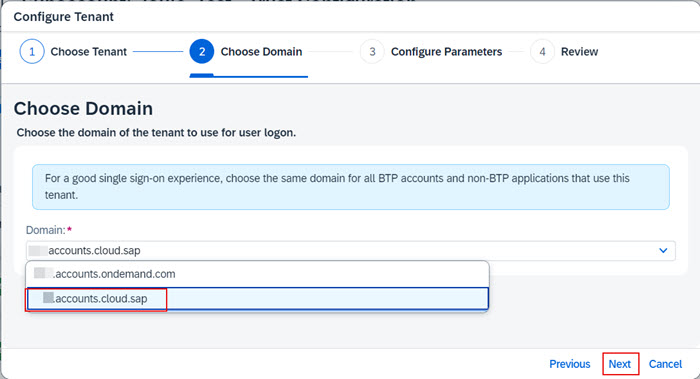 Configure Tenant
1 Choose Tenant 2 Choose Domain 3 Configure Parameters 4 Review
Choose Domain
Choose the domain of the tenant to use for user logon.
For a good single sign-on experience, choose the same domain for all BTP accounts and non-BTP applications that use this
tenant.
Domain:*
accounts.cloud.sap
.accounts.ondemand.com
.accounts.cloud.sap
Previous Next Cancel